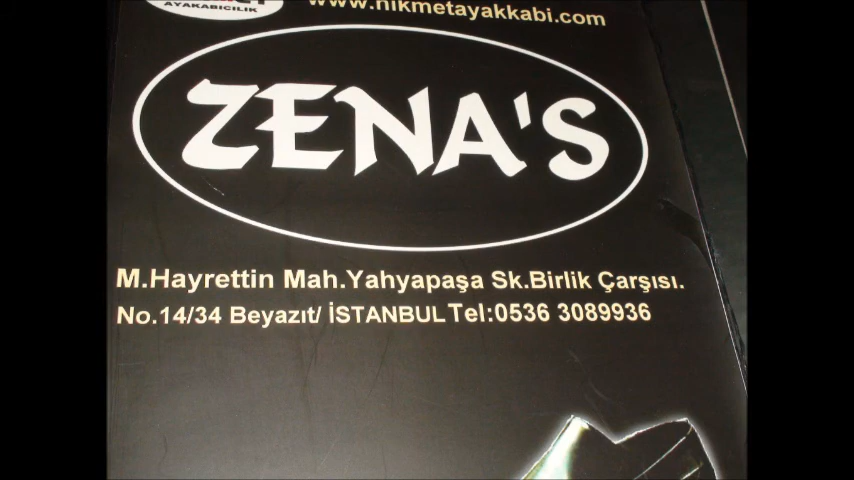 AYAKABICILIK
www.nikmetayakkabi.com
ZENA'S
M.Hayrettin Mah.Yahyapaşa Sk.Birlik Çarşısı.
No.14/34 Beyazıt/ İSTANBUL Tel:0536 3089936